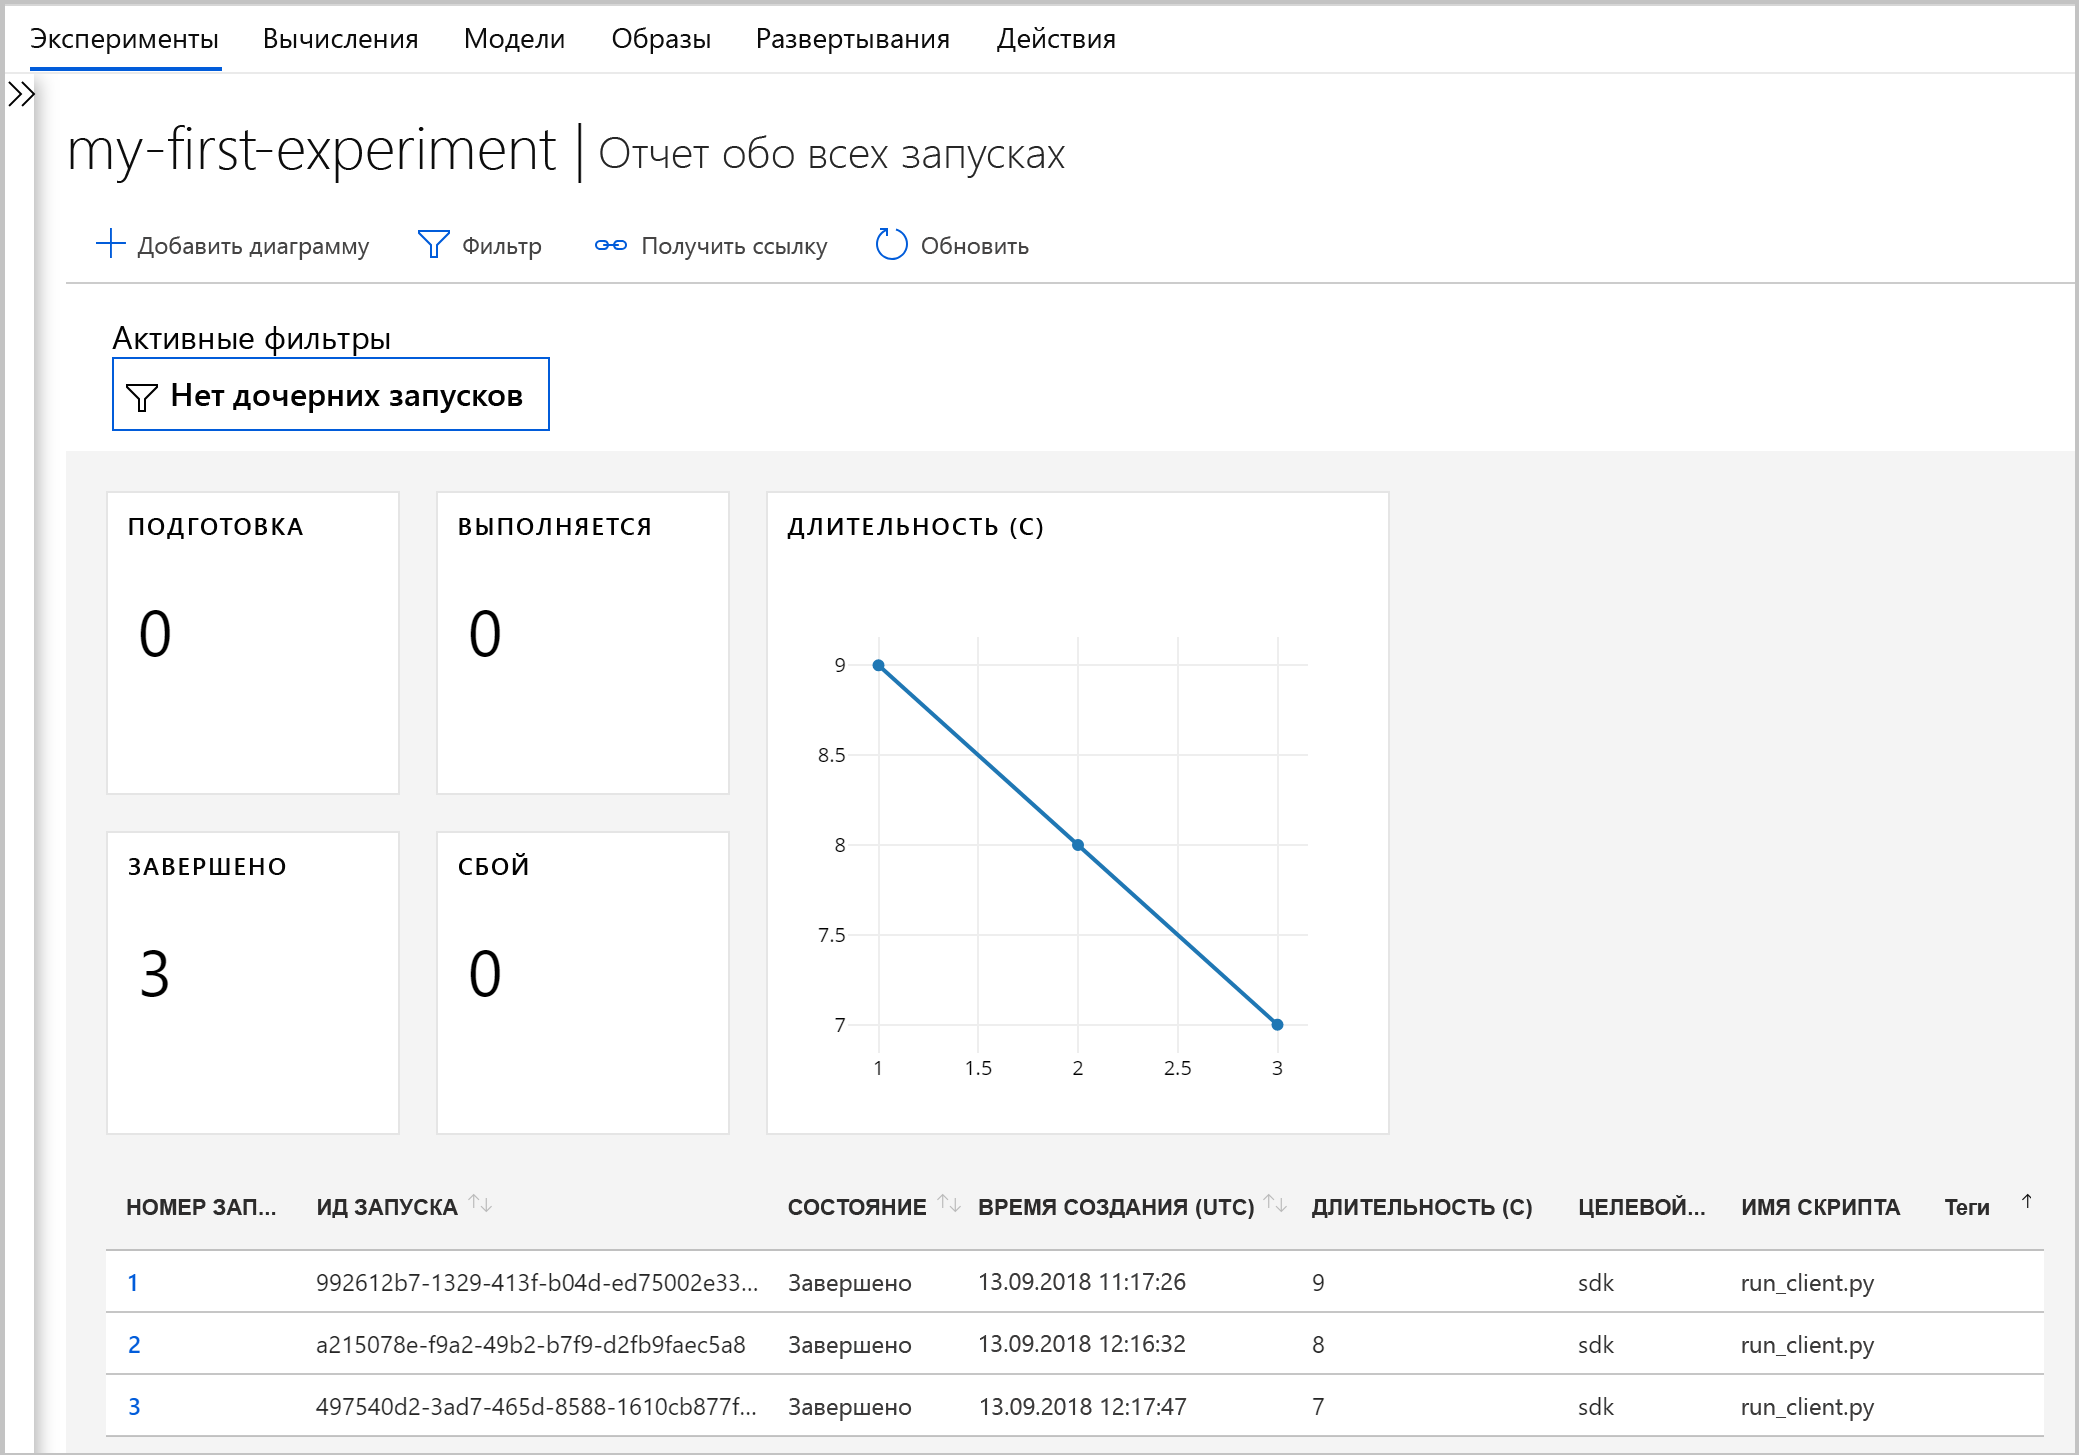 Эксперименты Вычисления Модели Образы Развертывания Действия
my-first-experiment | Отчет обо всех запусках
Добавить диаграмму Фильтр Получить ссылку Обновить
Активные фильтры
Нет дочерних запусков
ПОДГОТОВКА ВЫПОЛНЯЕТСЯ ДЛИТЕЛЬНОСТЬ (С)
0 0
9
8.5
8
7.5
7
1 1.5 2 2.5 3
ЗАВЕРШЕНО СБОЙ
3 0
НОМЕР ЗАП... ИД ЗАПУСКА СОСТОЯНИЕ ВРЕМЯ СОЗДАНИЯ (UTC) ДЛИТЕЛЬНОСТЬ (С) ЦЕЛЕВОЙ... ИМЯ СКРИПТА Теги
1 992612b7-1329-413f-b04d-ed75002e33... Завершено 13.09.2018 11:17:26 9 sdk run_client.py
2 a215078e-f9a2-49b2-b7f9-d2fb9faec5a8 Завершено 13.09.2018 12:16:32 8 sdk run_client.py
3 497540d2-3ad7-465d-8588-1610cb877f... Завершено 13.09.2018 12:17:47 7 sdk run_client.py